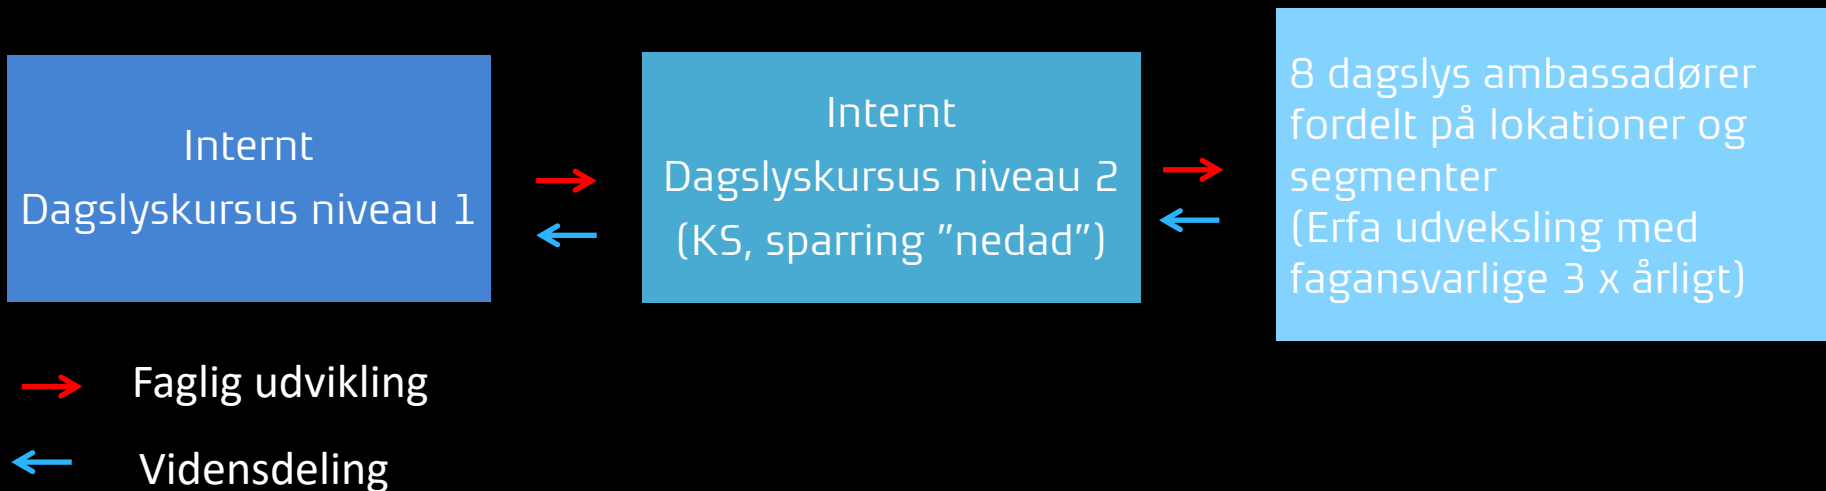 Internt
Dagslyskursus niveau 1
Internt
Dagslyskursus niveau 2
(KS, sparring ”nedad”)
8 dagslys ambassadører
fordelt på lokationer og
segmenter
(Erfa udveksling med
fagansvarlige 3 x årligt)
Faglig udvikling
Vidensdeling